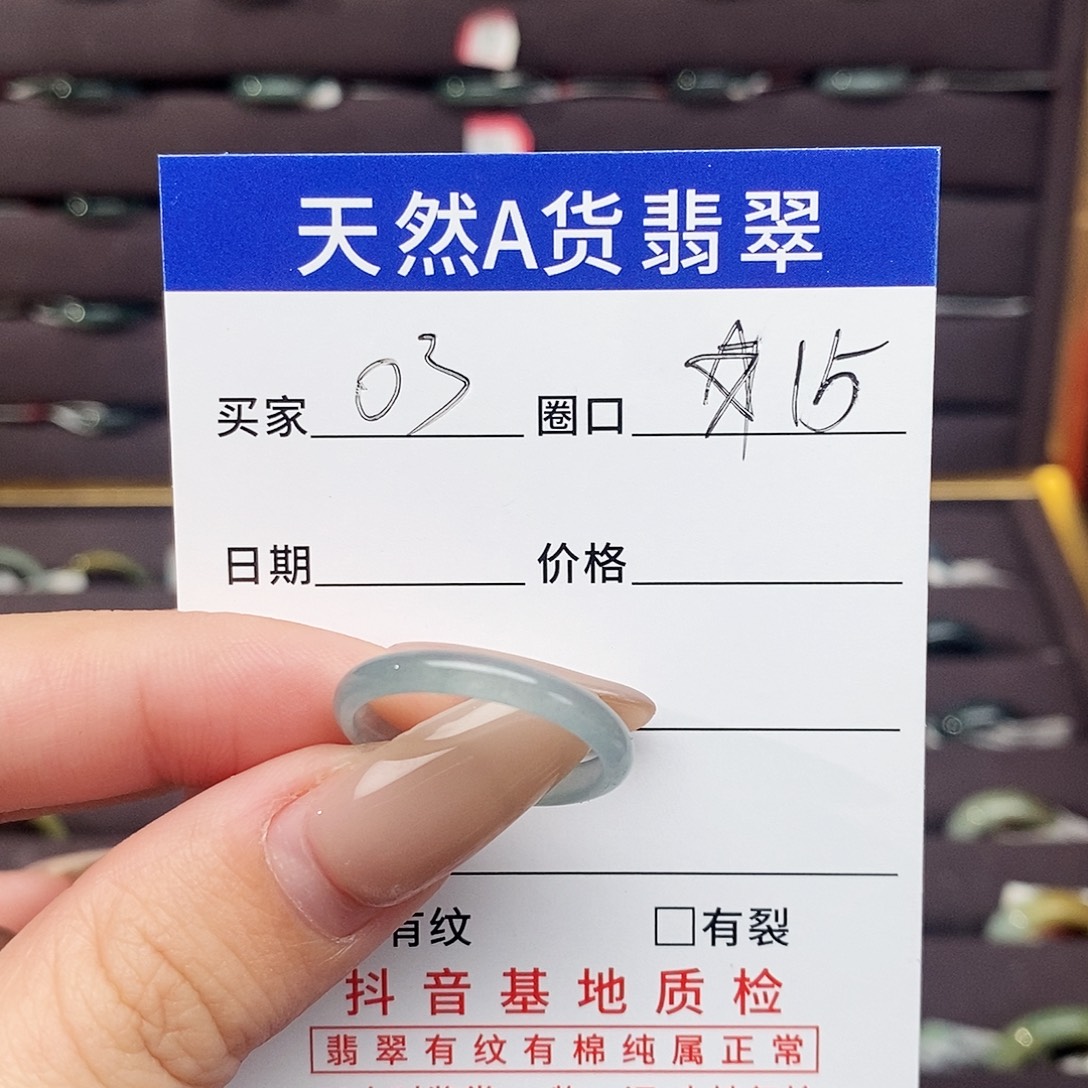 天然A货翡翠
买家 03 圈口 ☆ 15
日期 价格
有纹 □有裂
抖音基地质检
翡翠有纹有棉纯属正常